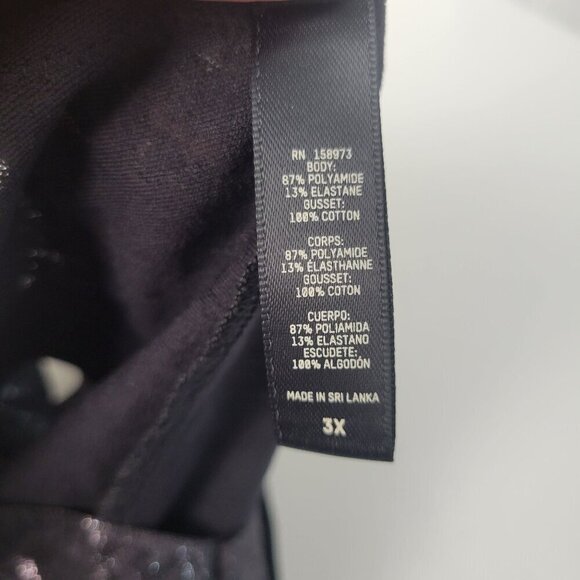 RN 158973
BODY:
87% POLYAMIDE
13% ELASTANE
GUSSET:
100% COTTON
CORPS:
87% POLYAMIDE
13% ÉLASTHANNE
GOUSSET:
100% COTON
CUERPO:
87% POLIAMIDA
13% ELASTANO
ESCUDETE:
100% ALGODÓN
MADE IN SRI LANKA
3X